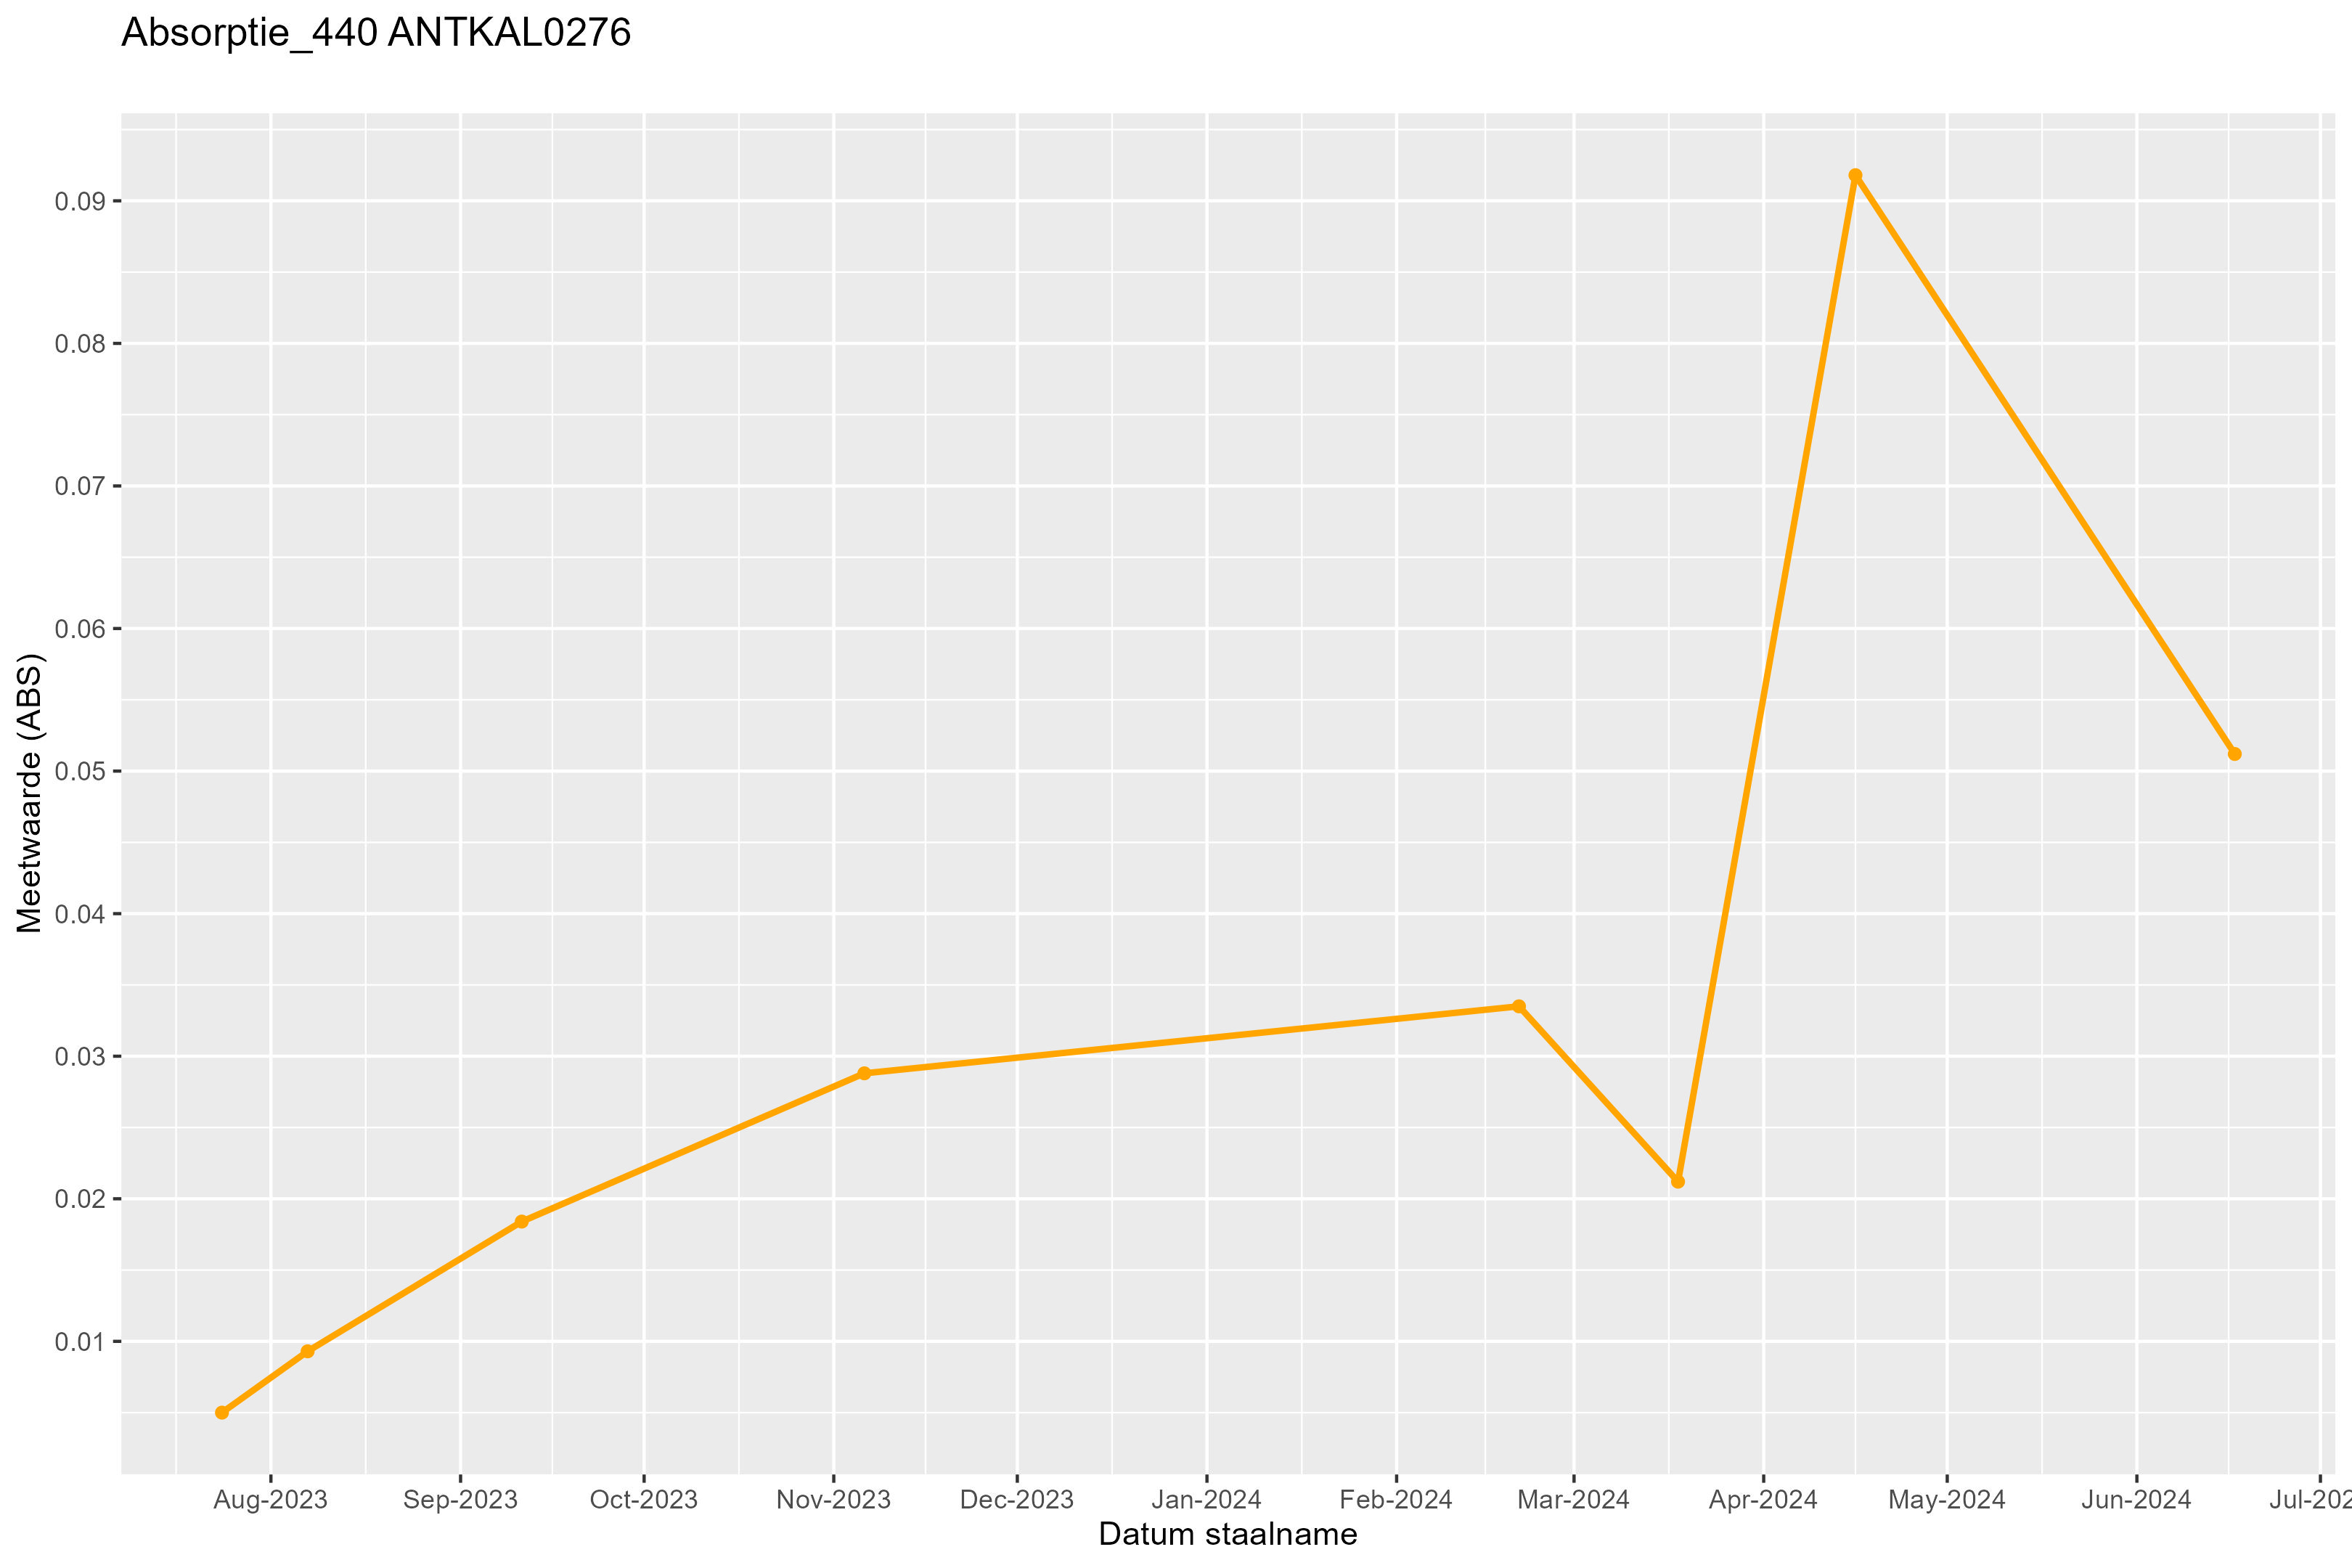 Absorptie_440 ANTKAL0276
Meetwaarde (ABS)
0.09
0.08
0.07
0.06
0.05
0.04
0.03
0.02
0.01
Aug-2023 Sep-2023 Oct-2023 Nov-2023 Dec-2023 Jan-2024 Feb-2024 Mar-2024 Apr-2024 May-2024 Jun-2024 Jul-202
Datum staalname